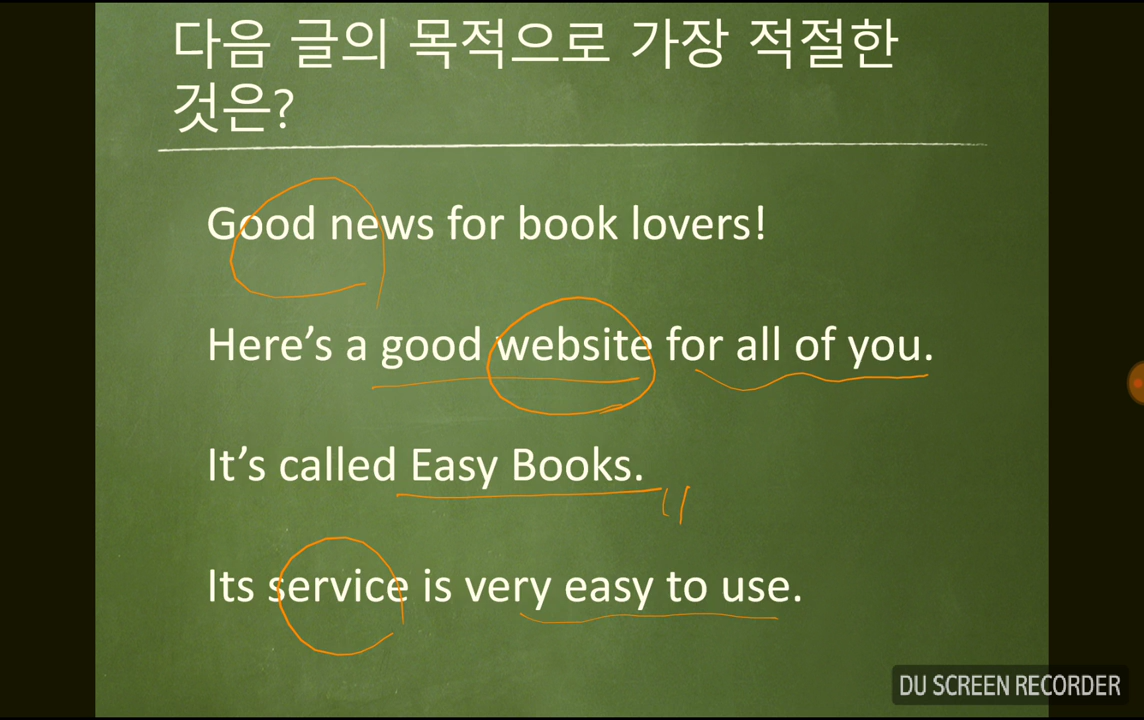 다음 글의 목적으로 가장 적절한
것은?
Good news for book lovers!
Here’s a good website for all of you.
It’s called Easy Books.
Its service is very easy to use.
DU SCREEN RECORDER